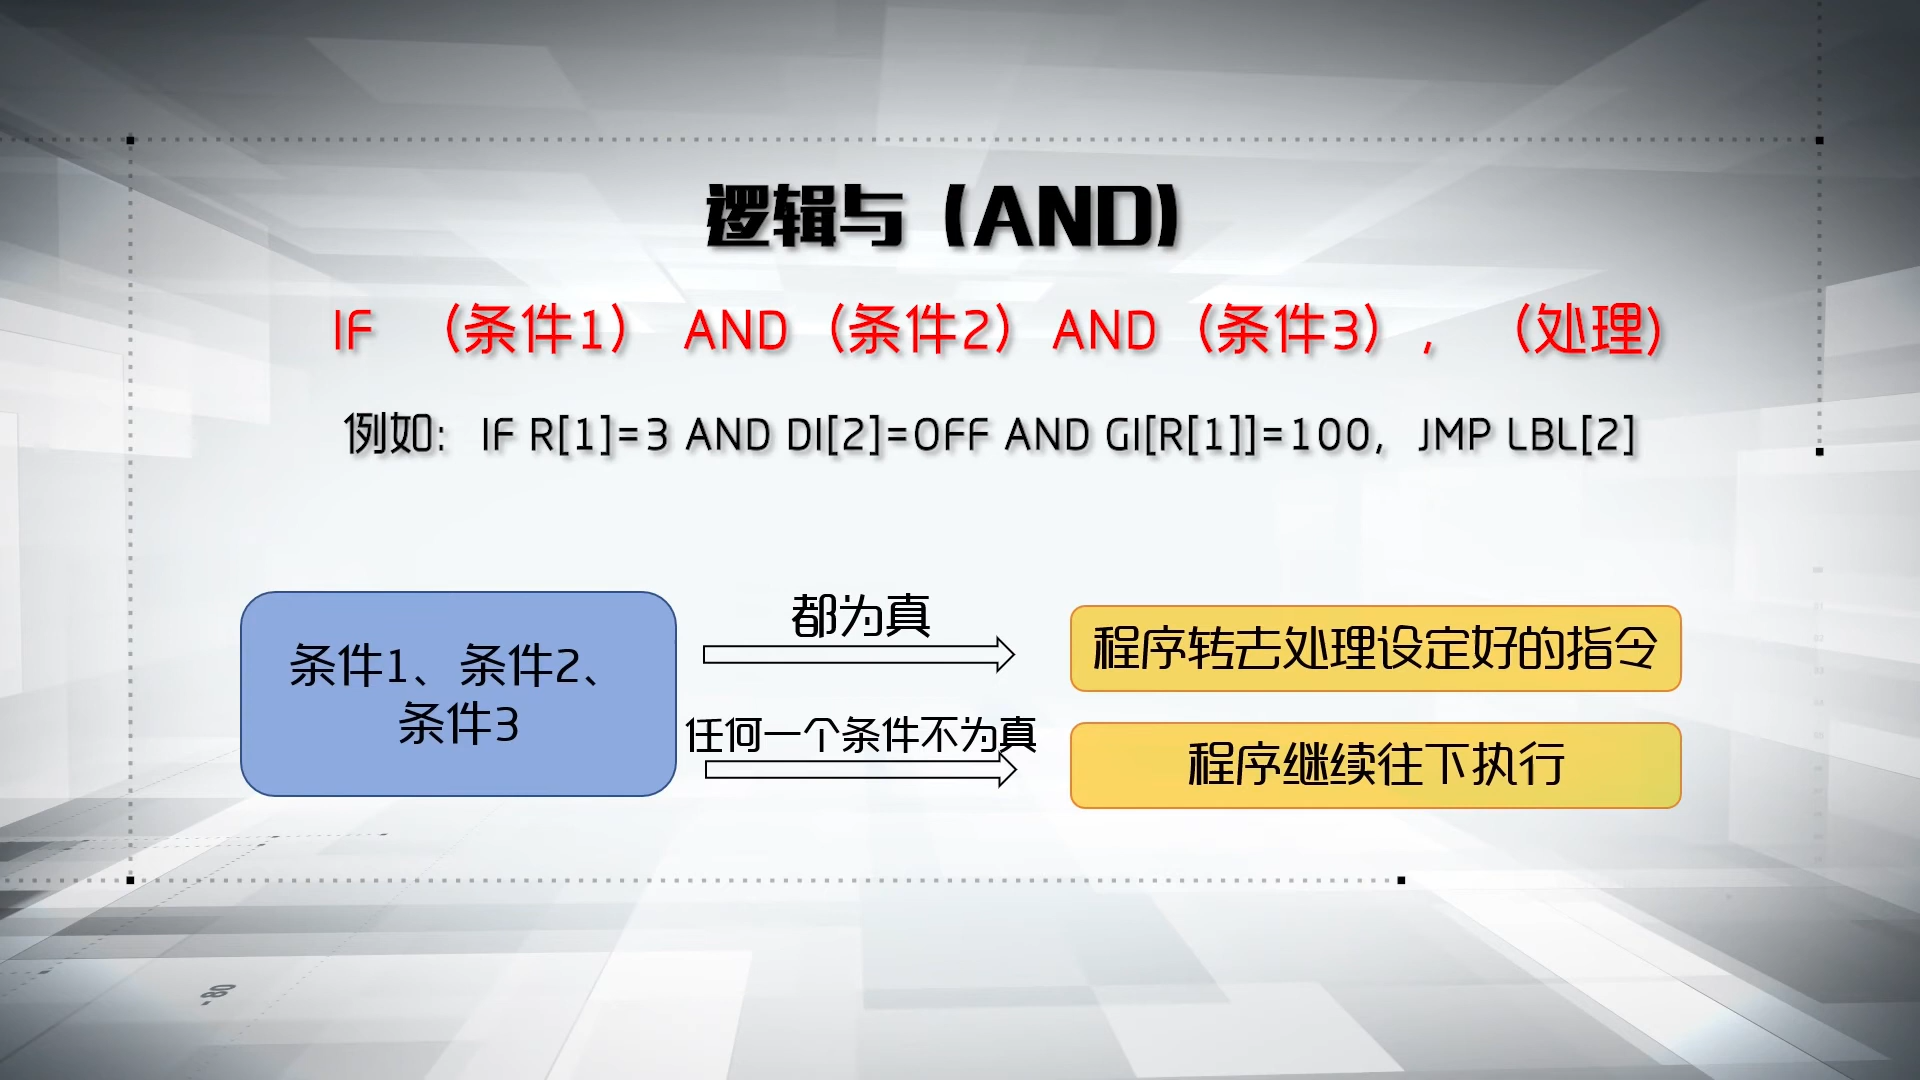 逻辑与（AND）
IF （条件1） AND（条件2）AND（条件3），（处理）
例如：IF R[1]=3 AND DI[2]=OFF AND GI[R[1]]=100，JMP LBL[2]
都为真
条件1、条件2、
条件3
程序转去处理设定好的指令
任何一个条件不为真
程序继续往下执行
-80